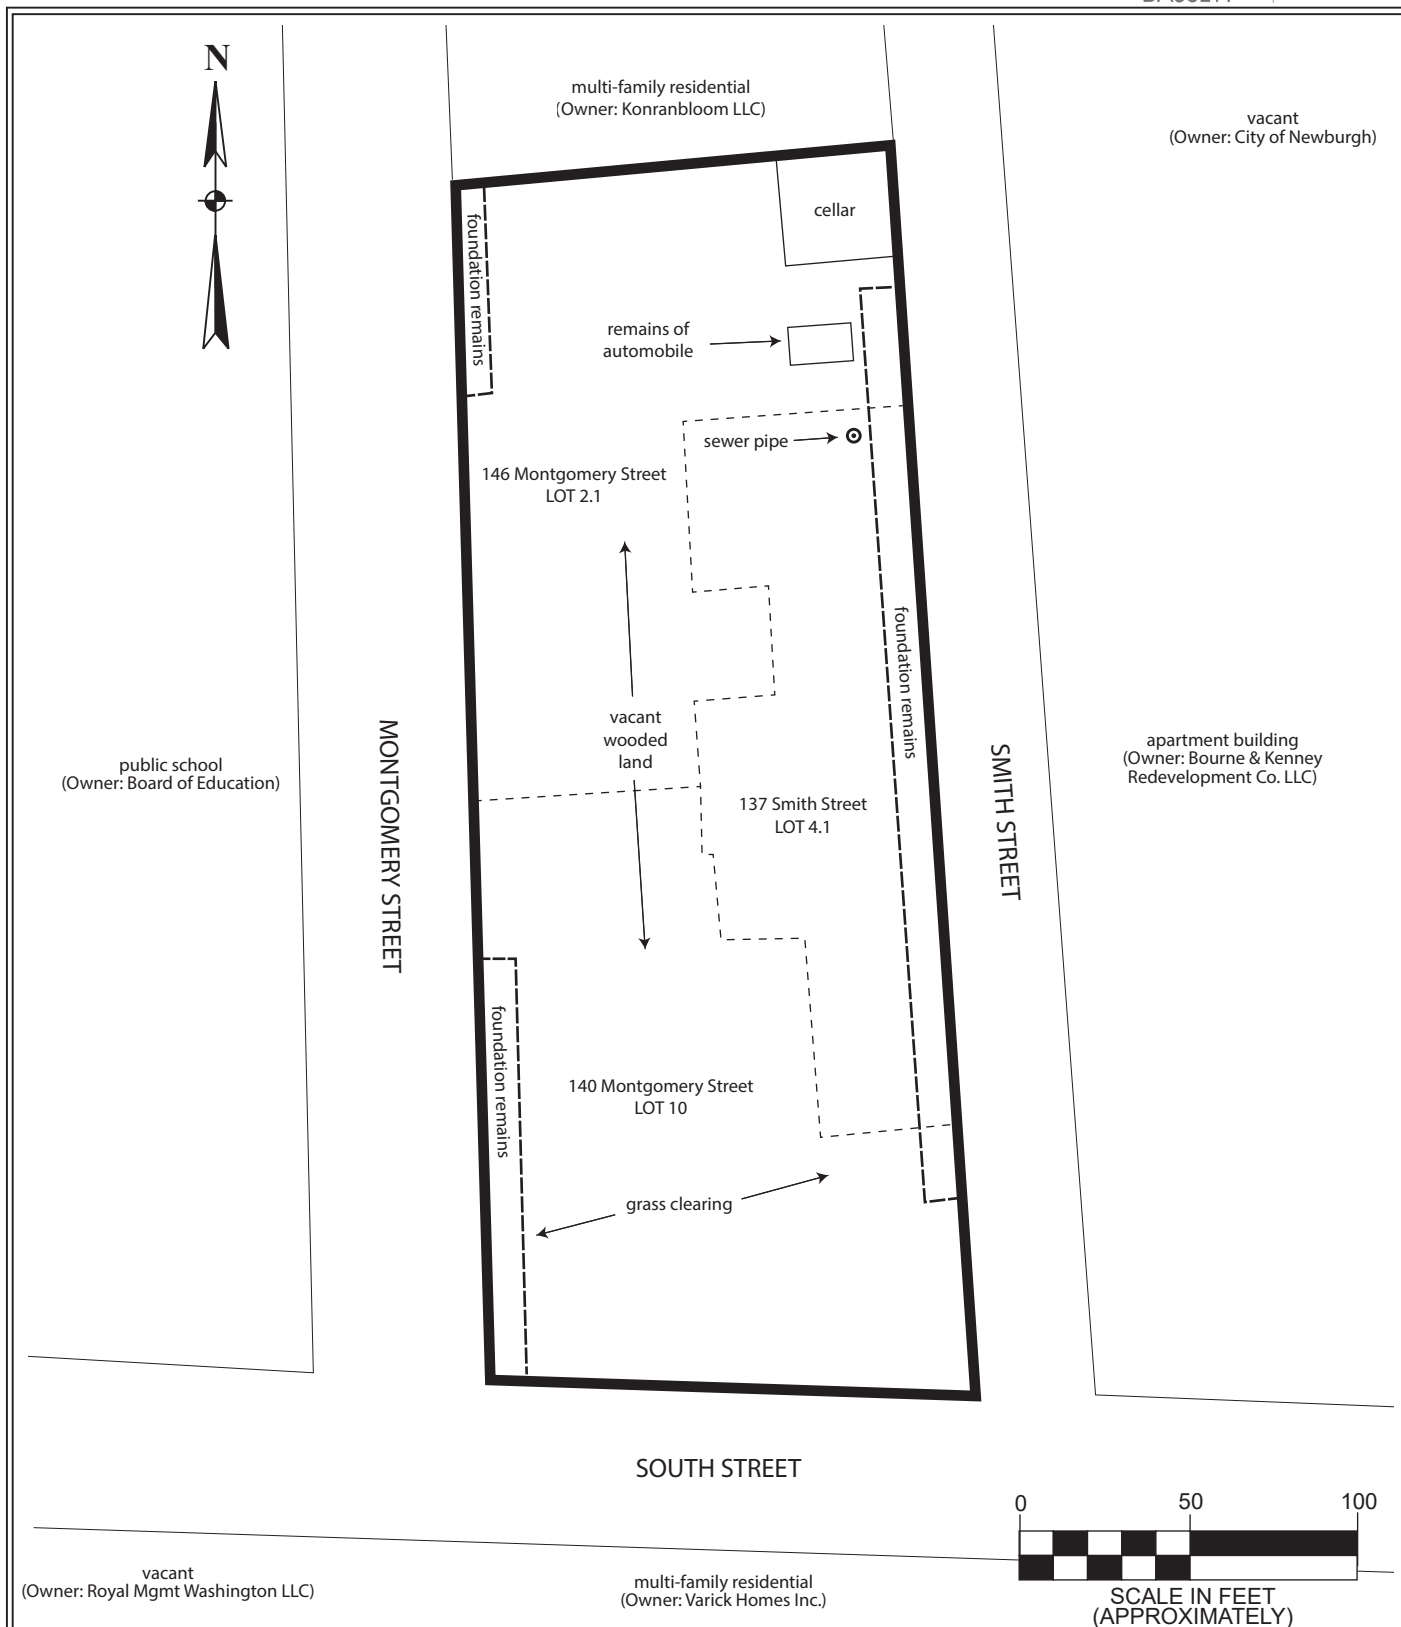 N
multi-family residential
(Owner: Konranbloom LLC)
vacant
(Owner: City of Newburgh)
cellar
foundation remains
remains of
automobile
sewer pipe
146 Montgomery Street
LOT 2.1
foundation remains
vacant
wooded
land
public school
(Owner: Board of Education)
MONTGOMERY STREET
137 Smith Street
LOT 4.1
SMITH STREET
apartment building
(Owner: Bourne & Kenney
Redevelopment Co. LLC)
foundation remains
140 Montgomery Street
LOT 10
grass clearing
SOUTH STREET
0 50 100
SCALE IN FEET
(APPROXIMATELY)
vacant
(Owner: Royal Mgmt Washington LLC)
multi-family residential
(Owner: Varick Homes Inc.)